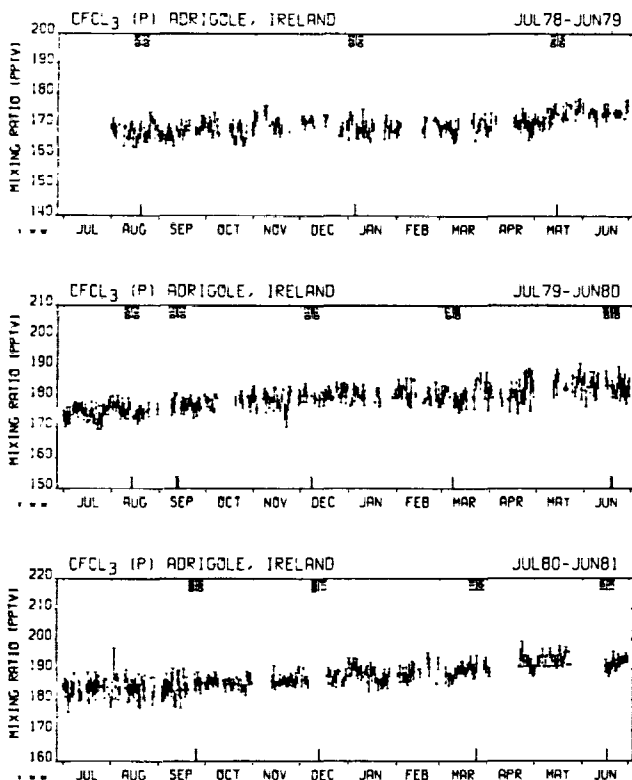 CFCL3 (P) ADRIGOLE, IRELAND JUL78-JUN79
MIXING RATIO (PPTV)
200
190
180
170
160
150
140
JUL AUG SEP OCT NOV DEC JAN FEB MAR APR MAY JUN
CFCL3 (P) ADRIGOLE, IRELAND JUL79-JUN80
MIXING RATIO (PPTV)
210
200
190
180
170
160
150
JUL AUG SEP OCT NOV DEC JAN FEB MAR APR MAY JUN
CFCL3 (P) ADRIGOLE, IRELAND JUL80-JUN81
MIXING RATIO (PPTV)
220
210
200
190
180
170
160
JUL AUG SEP OCT NOV DEC JAN FEB MAR APR MAY JUN